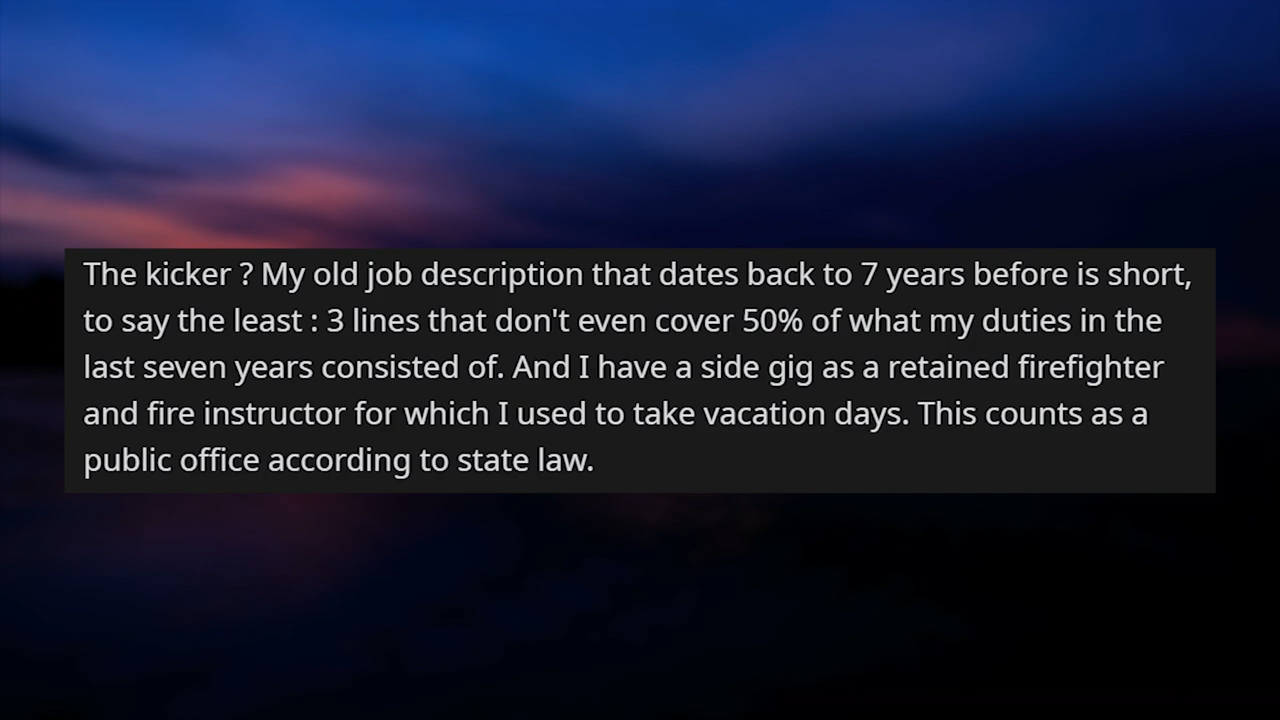 The kicker ? My old job description that dates back to 7 years before is short,
to say the least : 3 lines that don't even cover 50% of what my duties in the
last seven years consisted of. And I have a side gig as a retained firefighter
and fire instructor for which I used to take vacation days. This counts as a
public office according to state law.